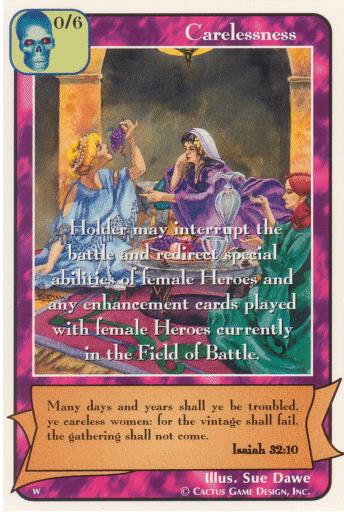 0/6
Carelessness
Holder may interrupt the
battle and redirect special
abilities of female Heroes and
any enhancement cards played
with female Heroes currently
in the Field of Battle.
Many days and years shall ye be troubled,
ye careless women: for the vintage shall fail,
the gathering shall not come.
Isaiah 32:10
Illus. Sue Dawe
W
© Cactus Game Design, Inc.